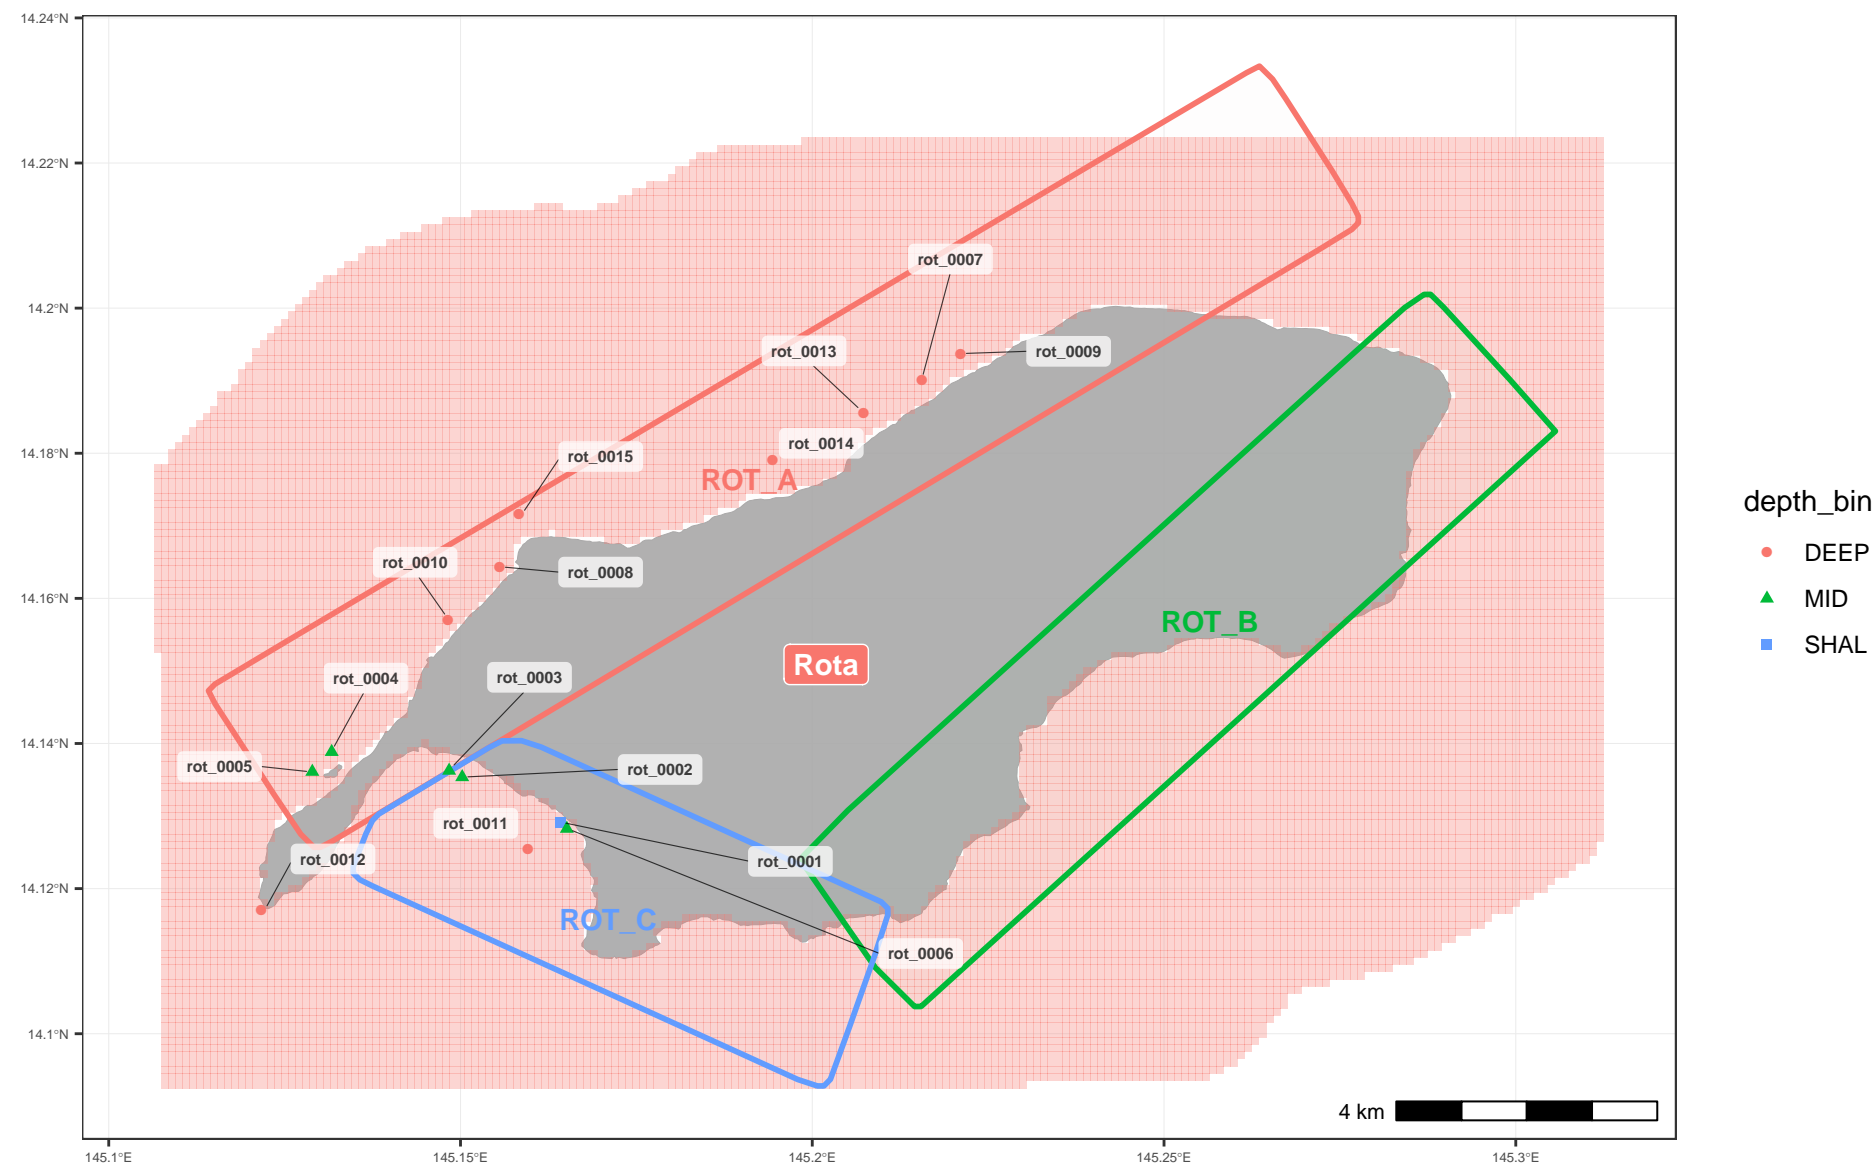 14.24°N
14.22°N
14.2°N
14.18°N
14.16°N
14.14°N
14.12°N
14.1°N
145.1°E
145.15°E
145.2°E
145.25°E
145.3°E
rot_0007
rot_0013
rot_0009
rot_0014
rot_0015
ROT_A
rot_0010
rot_0008
ROT_B
Rota
rot_0004
rot_0003
rot_0005
rot_0002
rot_0011
rot_0012
rot_0001
ROT_C
rot_0006
4 km
depth_bin
DEEP
MID
SHAL